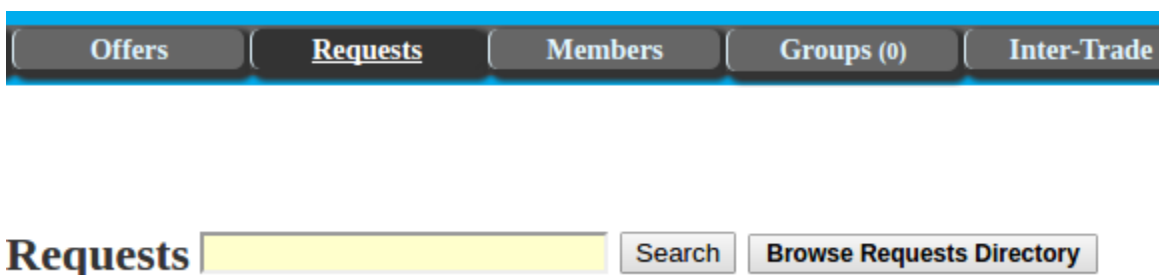 Offers Requests Members Groups (0) Inter-Trade
Requests Search Browse Requests Directory